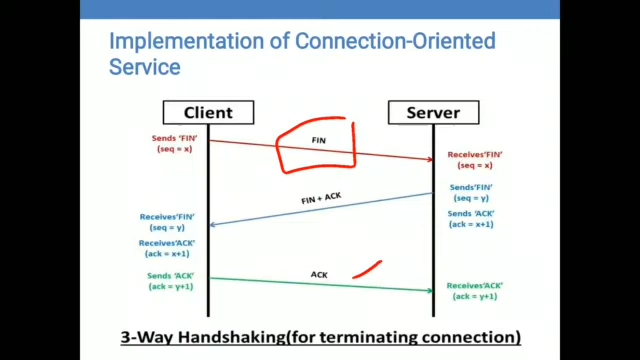 Implementation of Connection-Oriented
Service
Client
Server
Sends 'FIN'
(seq = x)
FIN
Receives'FIN'
(seq = x)
FIN + ACK
Sends'FIN'
(seq = y)
Sends 'ACK'
(ack = x+1)
Receives'FIN'
(seq = y)
Receives'ACK'
(ack = x+1)
Sends 'ACK'
(ack = y+1)
ACK
Receives'ACK'
(ack = y+1)
3-Way Handshaking(for terminating connection)